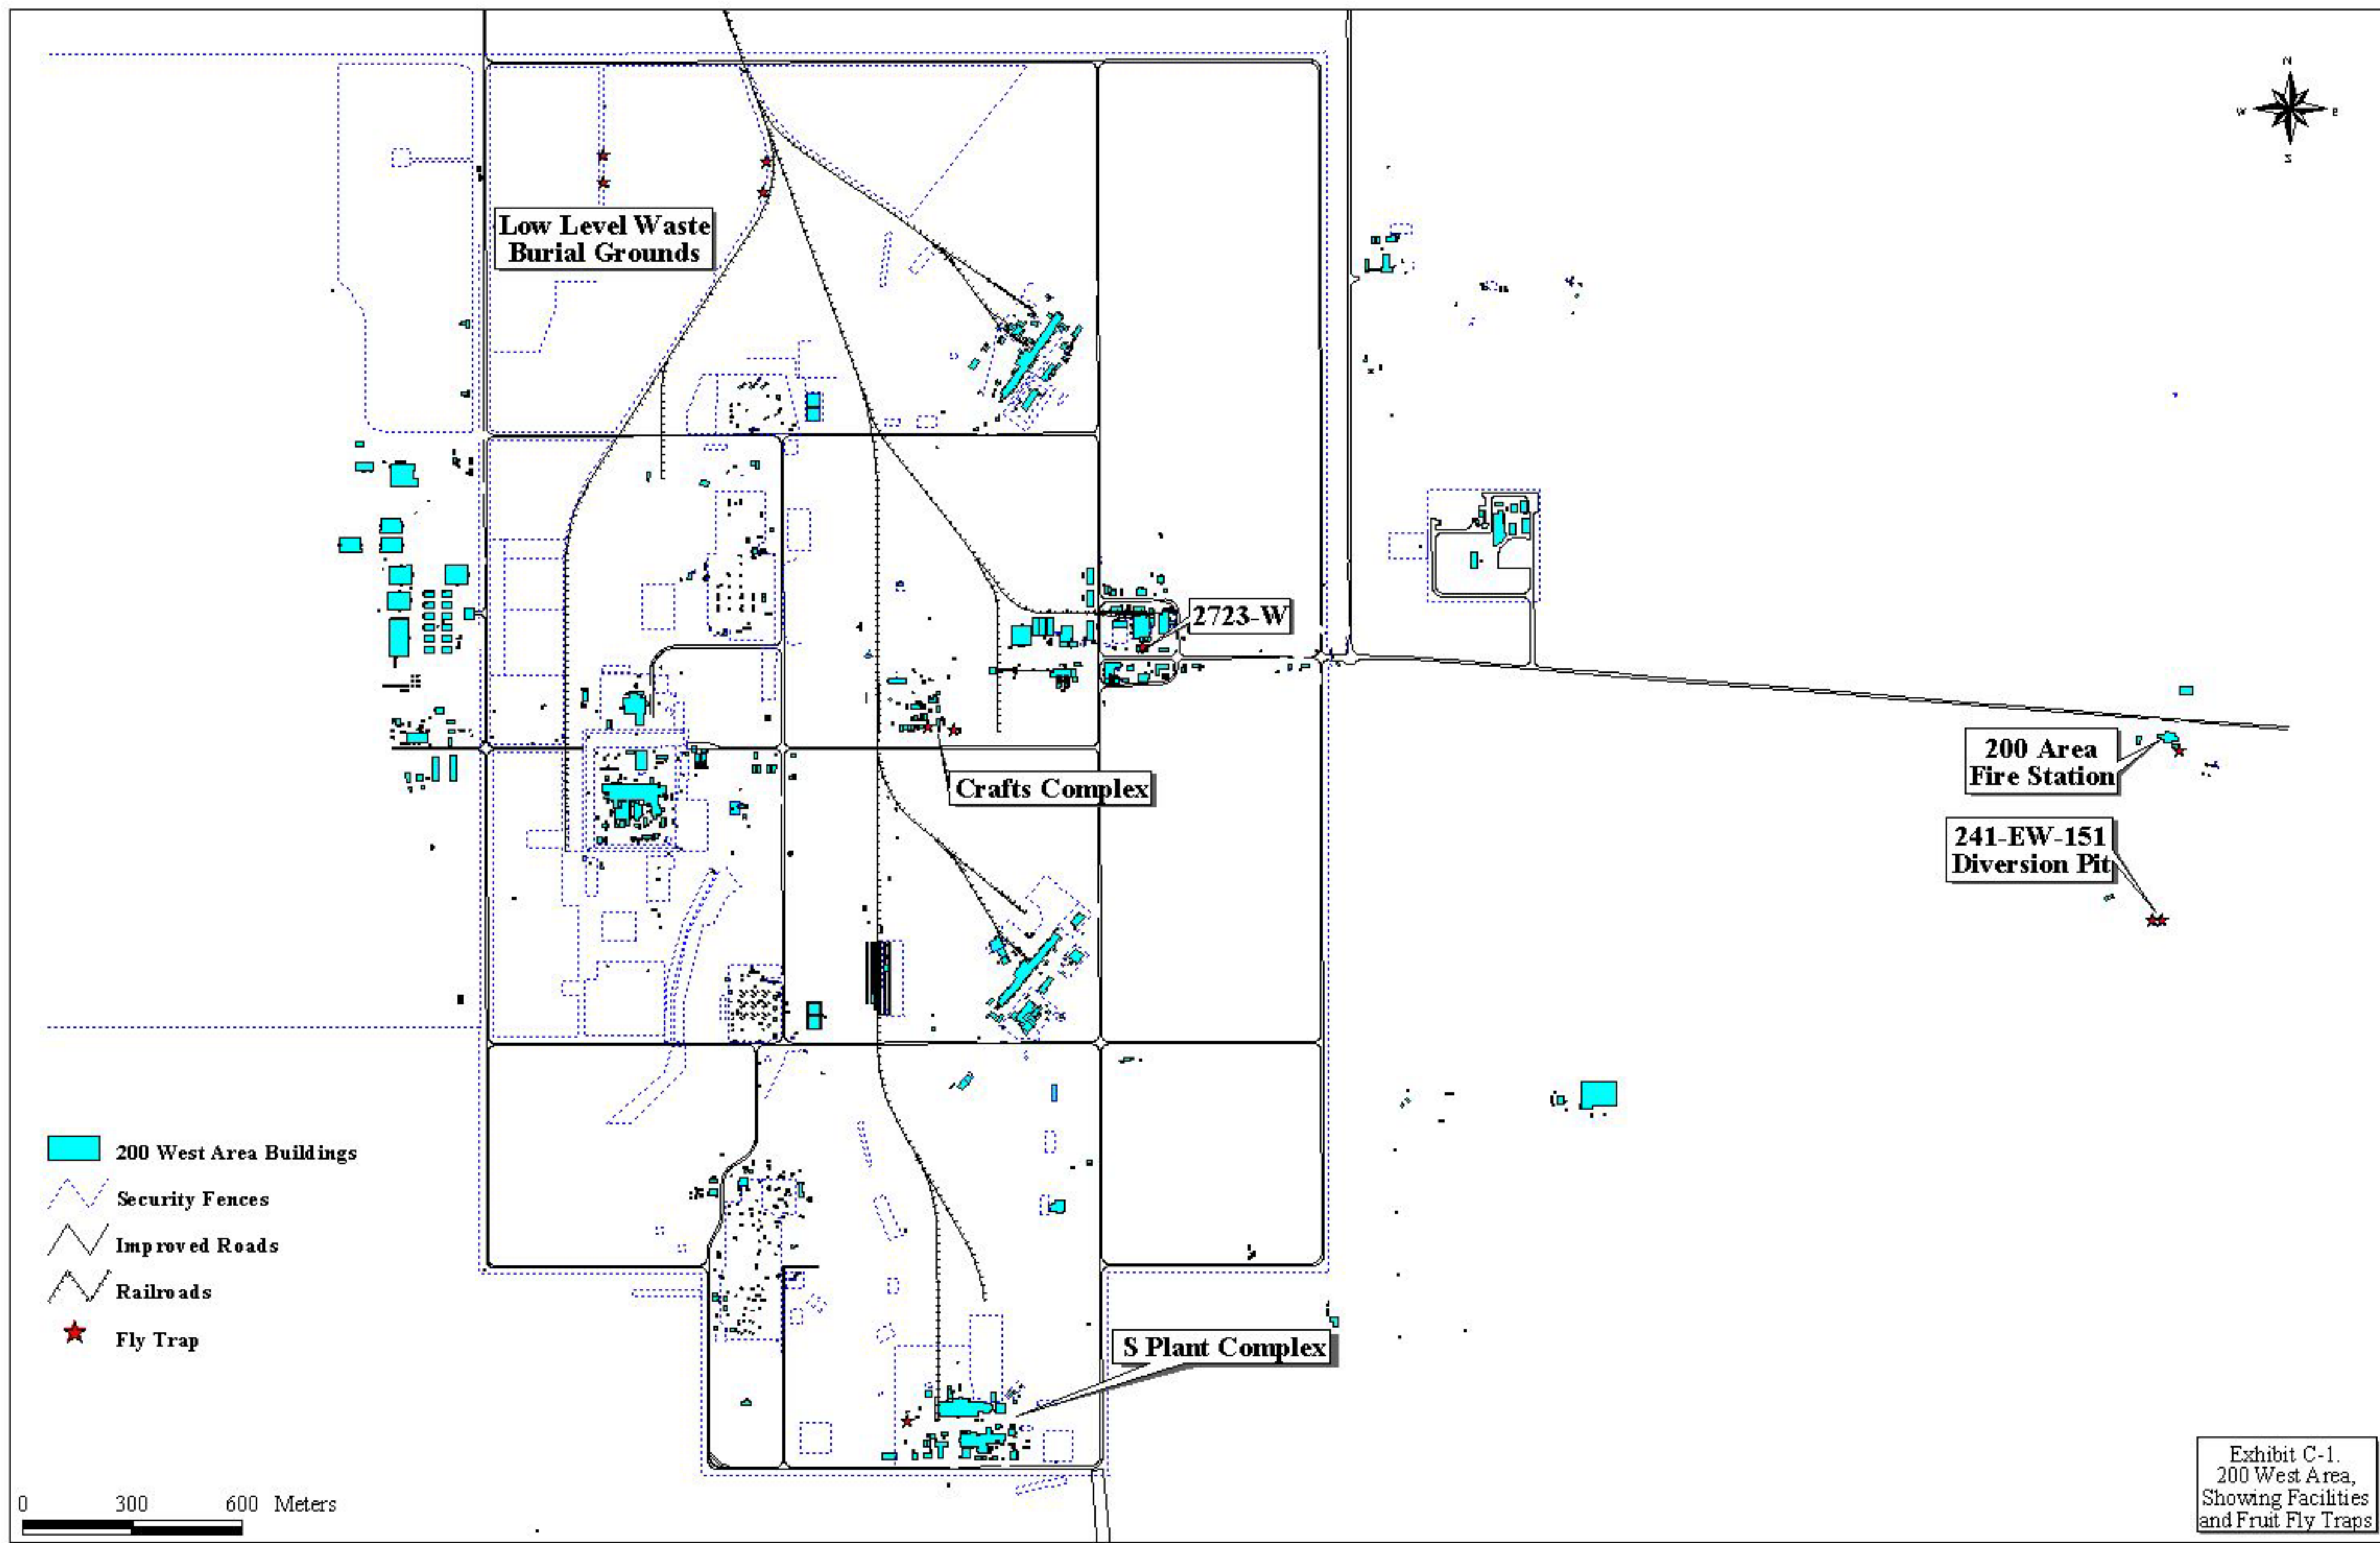 N
W E
S
Low Level Waste
Burial Grounds
2723-W
200 Area
Fire Station
Crafts Complex
241-EW-151
Diversion Pit
200 West Area Buildings
Security Fences
Improved Roads
Railroads
Fly Trap
S Plant Complex
0 300 600 Meters
Exhibit C-1.
200 West Area,
Showing Facilities
and Fruit Fly Traps